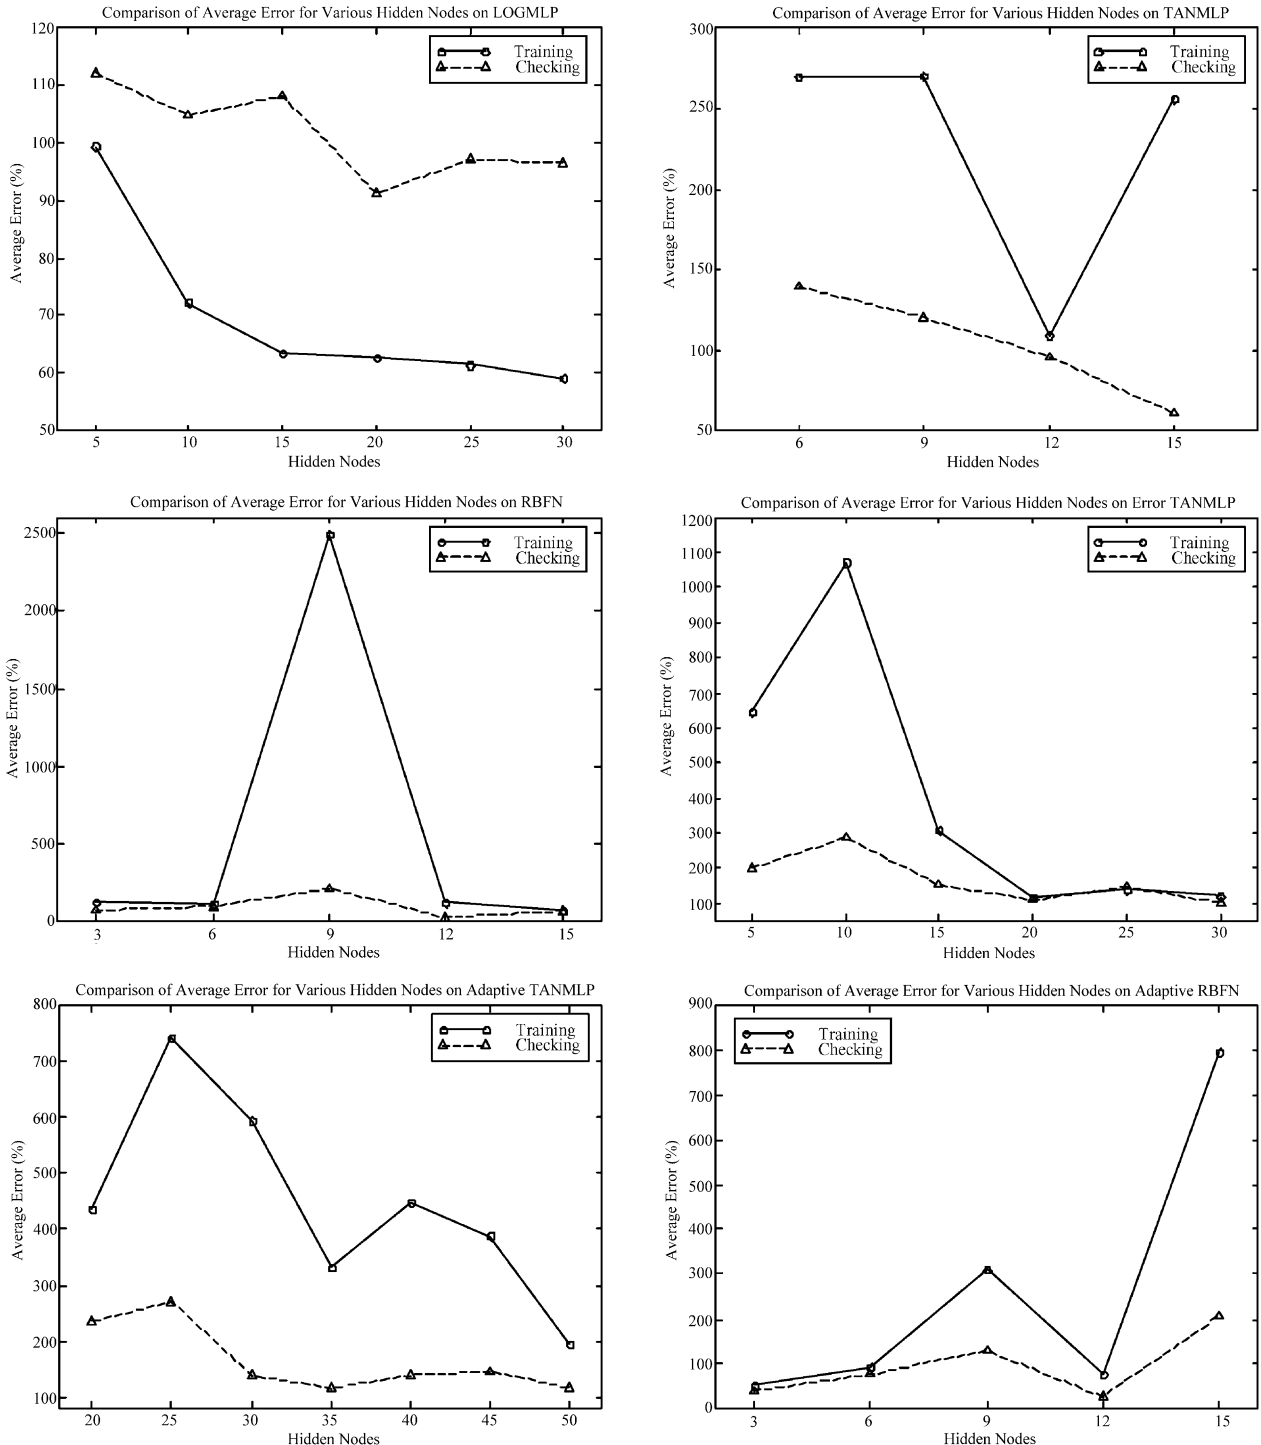 Comparison of Average Error for Various Hidden Nodes on LOGMLP
120
110
100
90
80
70
60
50
Average Error (%)
Training
Checking
5 10 15 20 25 30
Hidden Nodes
Comparison of Average Error for Various Hidden Nodes on TANMLP
300
250
200
150
100
50
Average Error (%)
Training
Checking
6 9 12 15
Hidden Nodes
Comparison of Average Error for Various Hidden Nodes on RBFN
2500
2000
1500
1000
500
0
Average Error (%)
Training
Checking
3 6 9 12 15
Hidden Nodes
Comparison of Average Error for Various Hidden Nodes on Error TANMLP
1200
1100
1000
900
800
700
600
500
400
300
200
100
Average Error (%)
Training
Checking
5 10 15 20 25 30
Hidden Nodes
Comparison of Average Error for Various Hidden Nodes on Adaptive TANMLP
800
700
600
500
400
300
200
100
Average Error (%)
Training
Checking
20 25 30 35 40 45 50
Hidden Nodes
Comparison of Average Error for Various Hidden Nodes on Adaptive RBFN
900
800
700
600
500
400
300
200
100
0
Average Error (%)
Training
Checking
3 6 9 12 15
Hidden Nodes